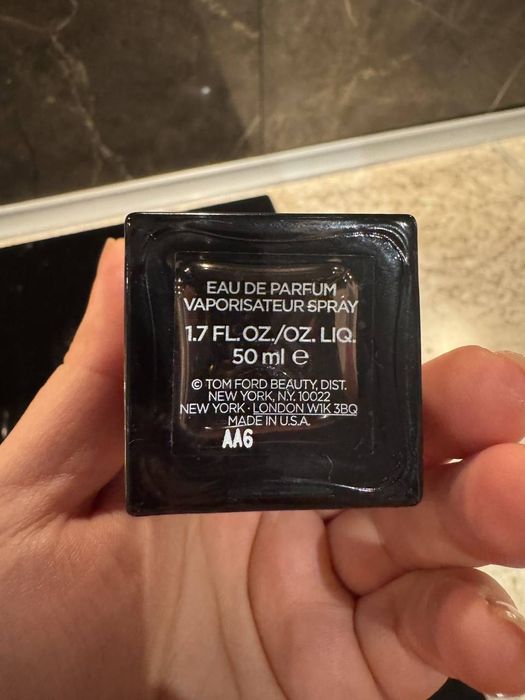 EAU DE PARFUM
VAPORISATEUR SPRAY
1.7 FL. OZ./OZ. LIQ.
50 ml ℮
© TOM FORD BEAUTY, DIST.
NEW YORK, N.Y. 10022
NEW YORK · LONDON W1K 3BQ
MADE IN U.S.A.
AA6